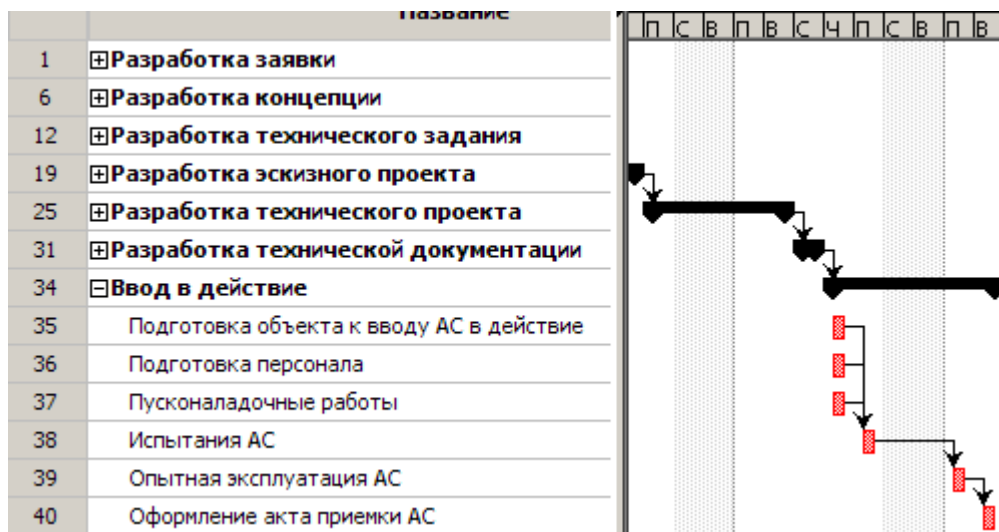 Название
П С В П В С Ч П С В П В
1 Разработка заявки
6 Разработка концепции
12 Разработка технического задания
19 Разработка эскизного проекта
25 Разработка технического проекта
31 Разработка технической документации
34 Ввод в действие
35 Подготовка объекта к вводу АС в действие
36 Подготовка персонала
37 Пусконаладочные работы
38 Испытания АС
39 Опытная эксплуатация АС
40 Оформление акта приемки АС